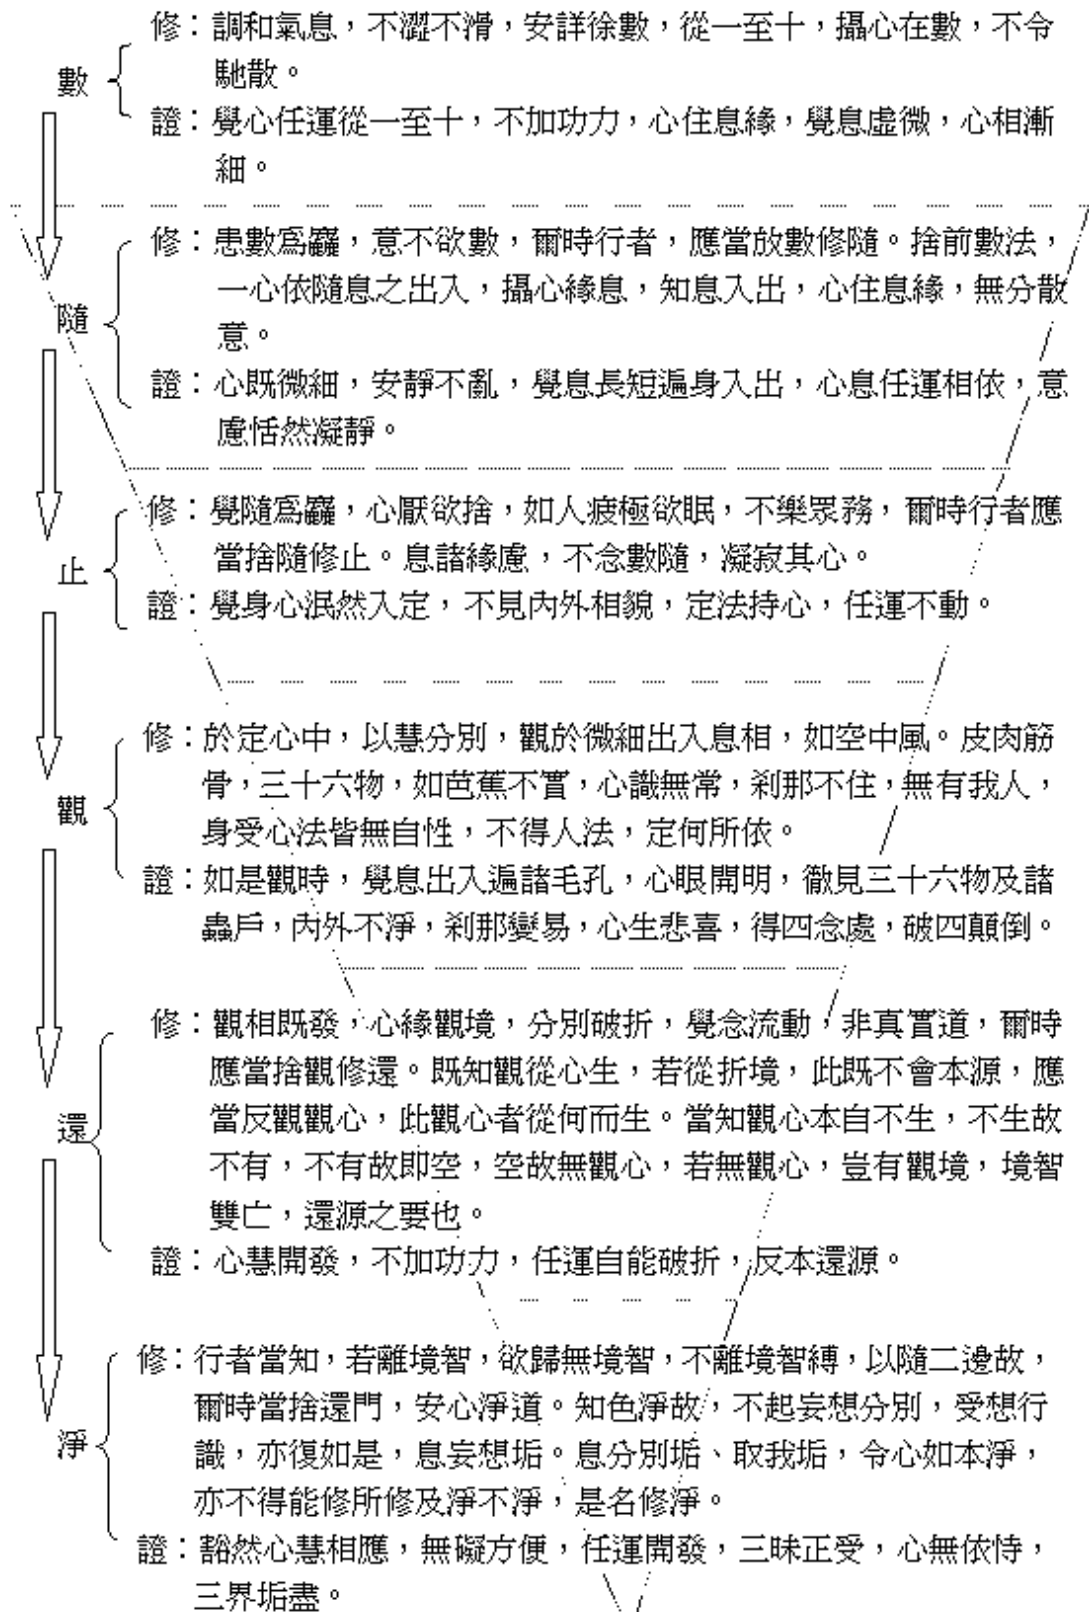 數
修：調和氣息，不澀不滑，安詳徐數，從一至十，攝心在數，不令
馳散。
證：覺心任運從一至十，不加功力，心住息緣，覺息虛微，心相漸
細。
隨
修：患數爲麤，意不欲數，爾時行者，應當放數修隨。捨前數法，
一心依隨息之出入，攝心緣息，知息入出，心住息緣，無分散
意。
證：心既微細，安靜不亂，覺息長短遍身入出，心息任運相依，意
慮恬然凝靜。
止
修：覺隨爲麤，心厭欲捨，如人疲極欲眠，不樂眾務，爾時行者應
當捨隨修止。息諸緣慮，不念數隨，凝寂其心。
證：覺身心泯然入定，不見內外相貌，定法持心，任運不動。
觀
修：於定心中，以慧分別，觀於微細出入息相，如空中風。皮肉筋
骨，三十六物，如芭蕉不實，心識無常，剎那不住，無有我人，
身受心法皆無自性，不得人法，定何所依。
證：如是觀時，覺息出入遍諸毛孔，心眼開明，徹見三十六物及諸
蟲戶，內外不淨，剎那變易，心生悲喜，得四念處，破四顛倒。
還
修：觀相既發，心緣觀境，分別破折，覺念流動，非真實道，爾時
應當捨觀修還。既知觀從心生，若從折境，此既不會本源，應
當反觀觀心，此觀心者從何而生。當知觀心本自不生，不生故
不有，不有故即空，空故無觀心，若無觀心，豈有觀境，境智
雙亡，還源之要也。
證：心慧開發，不加功力，任運自能破折，反本還源。
淨
修：行者當知，若離境智，欲歸無境智，不離境智縛，以隨二邊故，
爾時當捨還門，安心淨道。知色淨故，不起妄想分別，受想行
識，亦復如是，息妄想垢。息分別垢、取我垢，令心如本淨，
亦不得能修所修及淨不淨，是名修淨。
證：豁然心慧相應，無礙方便，任運開發，三昧正受，心無依恃，
三界垢盡。